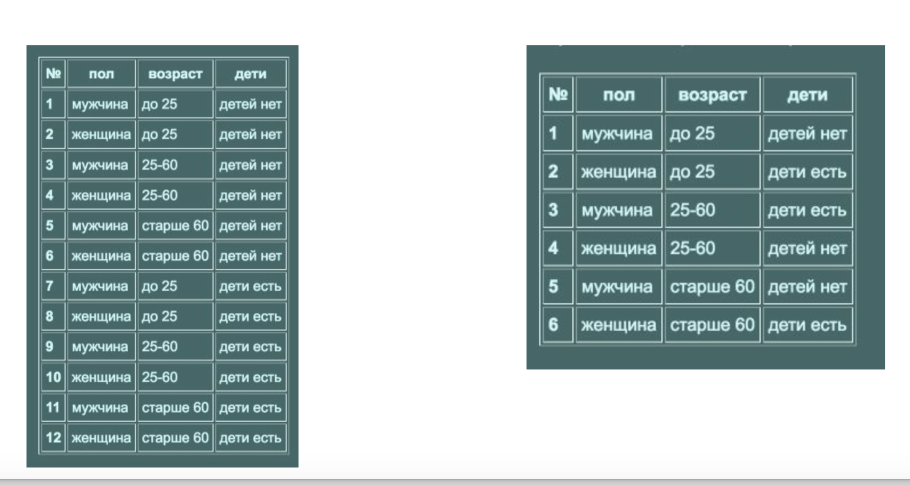 № пол возраст дети
1 мужчина до 25 детей нет
2 женщина до 25 детей нет
3 мужчина 25-60 детей нет
4 женщина 25-60 детей нет
5 мужчина старше 60 детей нет
6 женщина старше 60 детей нет
7 мужчина до 25 дети есть
8 женщина до 25 дети есть
9 мужчина 25-60 дети есть
10 женщина 25-60 дети есть
11 мужчина старше 60 дети есть
12 женщина старше 60 дети есть
№ пол возраст дети
1 мужчина до 25 детей нет
2 женщина до 25 дети есть
3 мужчина 25-60 дети есть
4 женщина 25-60 детей нет
5 мужчина старше 60 детей нет
6 женщина старше 60 дети есть